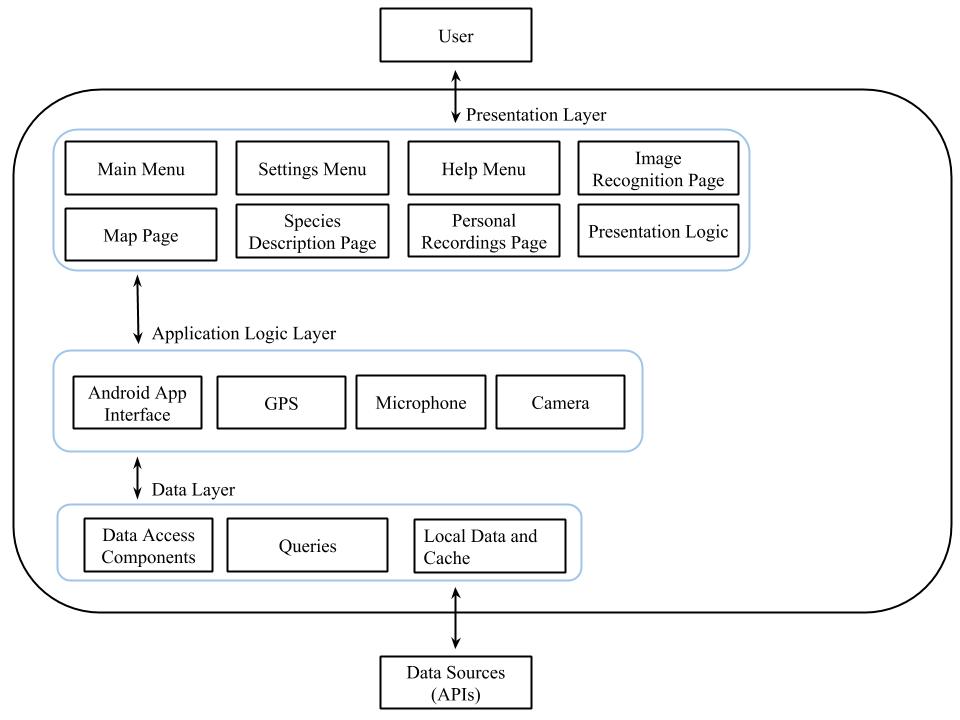 User
Presentation Layer
Main Menu
Settings Menu
Help Menu
Image
Recognition Page
Map Page
Species
Description Page
Personal
Recordings Page
Presentation Logic
Application Logic Layer
Android App
Interface
GPS
Microphone
Camera
Data Layer
Data Access
Components
Queries
Local Data and
Cache
Data Sources
(APIs)